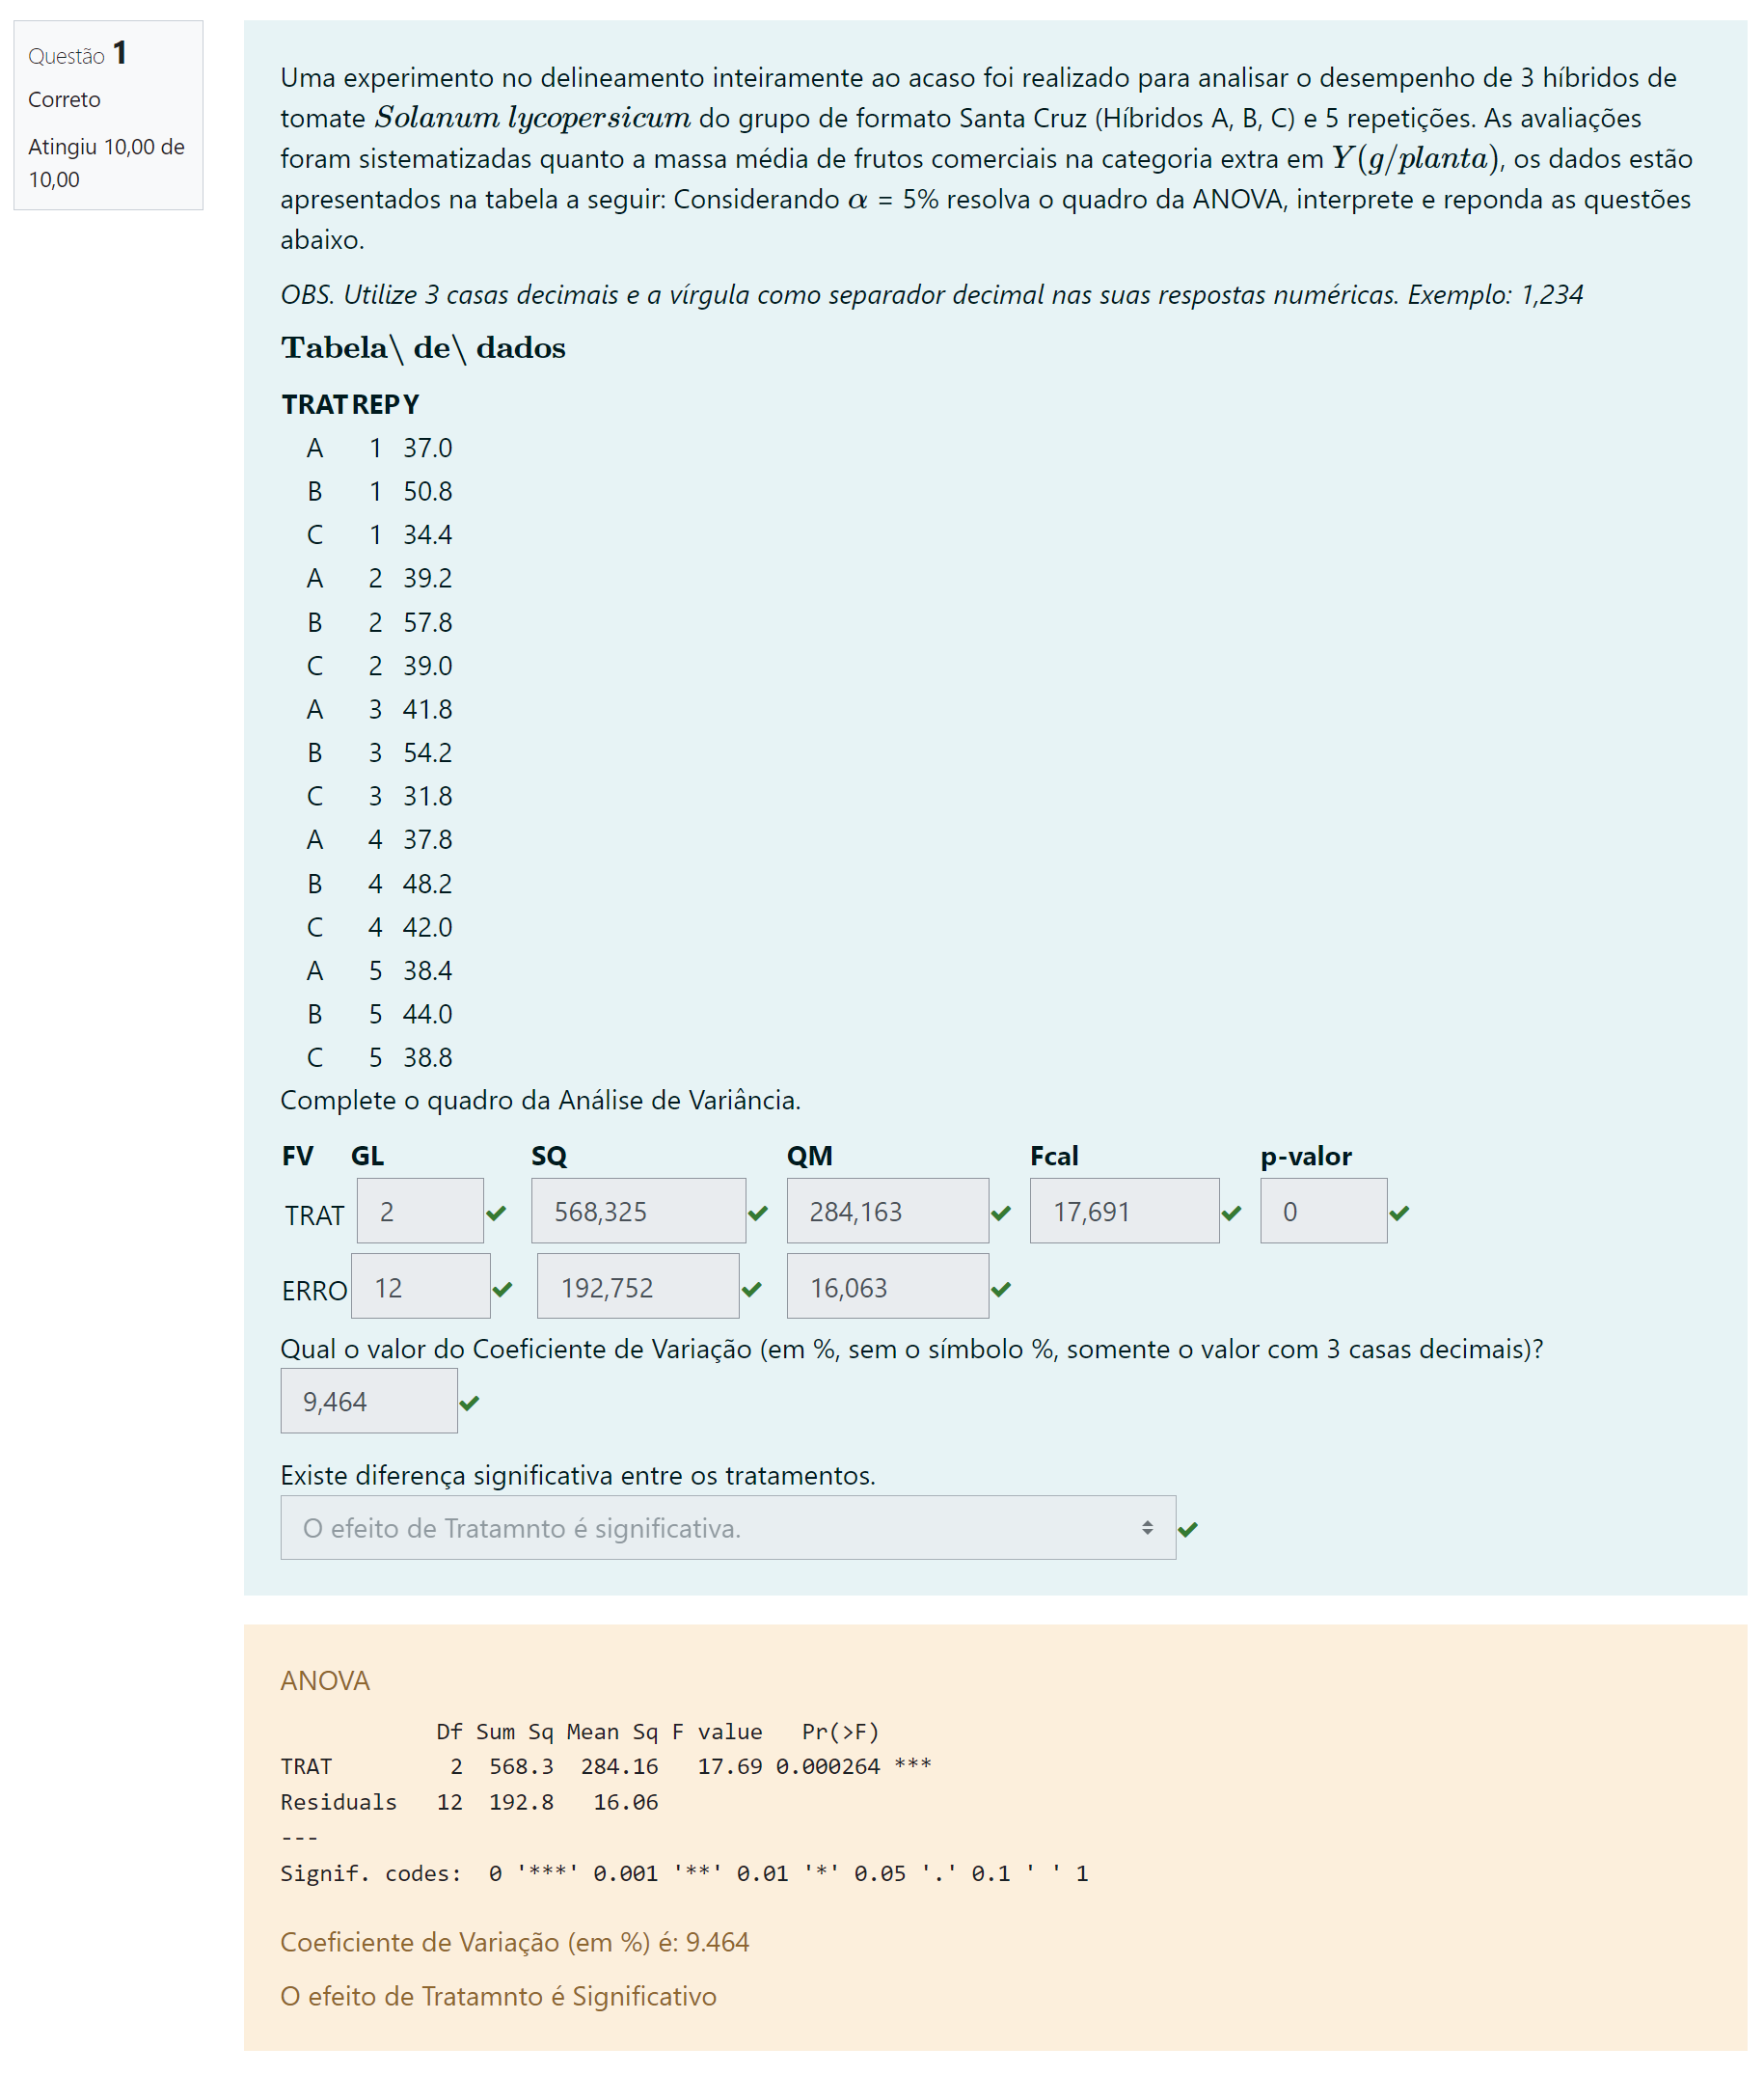 Questão 1
Correto
Atingiu 10,00 de
10,00
Uma experimento no delineamento inteiramente ao acaso foi realizado para analisar o desempenho de 3 híbridos de
tomate Solanum lycopersicum do grupo de formato Santa Cruz (Híbridos A, B, C) e 5 repetições. As avaliações
foram sistematizadas quanto a massa média de frutos comerciais na categoria extra em Y(g/planta), os dados estão
apresentados na tabela a seguir: Considerando α = 5% resolva o quadro da ANOVA, interprete e reponda as questões
abaixo.
OBS. Utilize 3 casas decimais e a vírgula como separador decimal nas suas respostas numéricas. Exemplo: 1,234
Tabela\ de\ dados
TRAT REP Y
A 1 37.0
B 1 50.8
C 1 34.4
A 2 39.2
B 2 57.8
C 2 39.0
A 3 41.8
B 3 54.2
C 3 31.8
A 4 37.8
B 4 48.2
C 4 42.0
A 5 38.4
B 5 44.0
C 5 38.8
Complete o quadro da Análise de Variância.
FV GL SQ QM Fcal p-valor
TRAT 2 568,325 284,163 17,691 0
ERRO 12 192,752 16,063
Qual o valor do Coeficiente de Variação (em %, sem o símbolo %, somente o valor com 3 casas decimais)?
9,464
Existe diferença significativa entre os tratamentos.
O efeito de Tratamnto é significativa.
ANOVA
Df Sum Sq Mean Sq F value Pr(>F)
TRAT 2 568.3 284.16 17.69 0.000264 ***
Residuals 12 192.8 16.06
---
Signif. codes: 0 '***' 0.001 '**' 0.01 '*' 0.05 '.' 0.1 ' ' 1
Coeficiente de Variação (em %) é: 9.464
O efeito de Tratamnto é Significativo